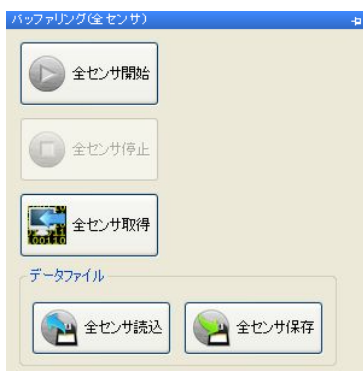 バッファリング(全センサ)
全センサ開始
全センサ停止
全センサ取得
データファイル
全センサ読込
全センサ保存